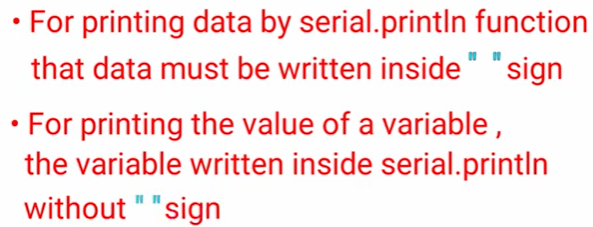 • For printing data by serial.println function
that data must be written inside " " sign
• For printing the value of a variable ,
the variable written inside serial.println
without " " sign